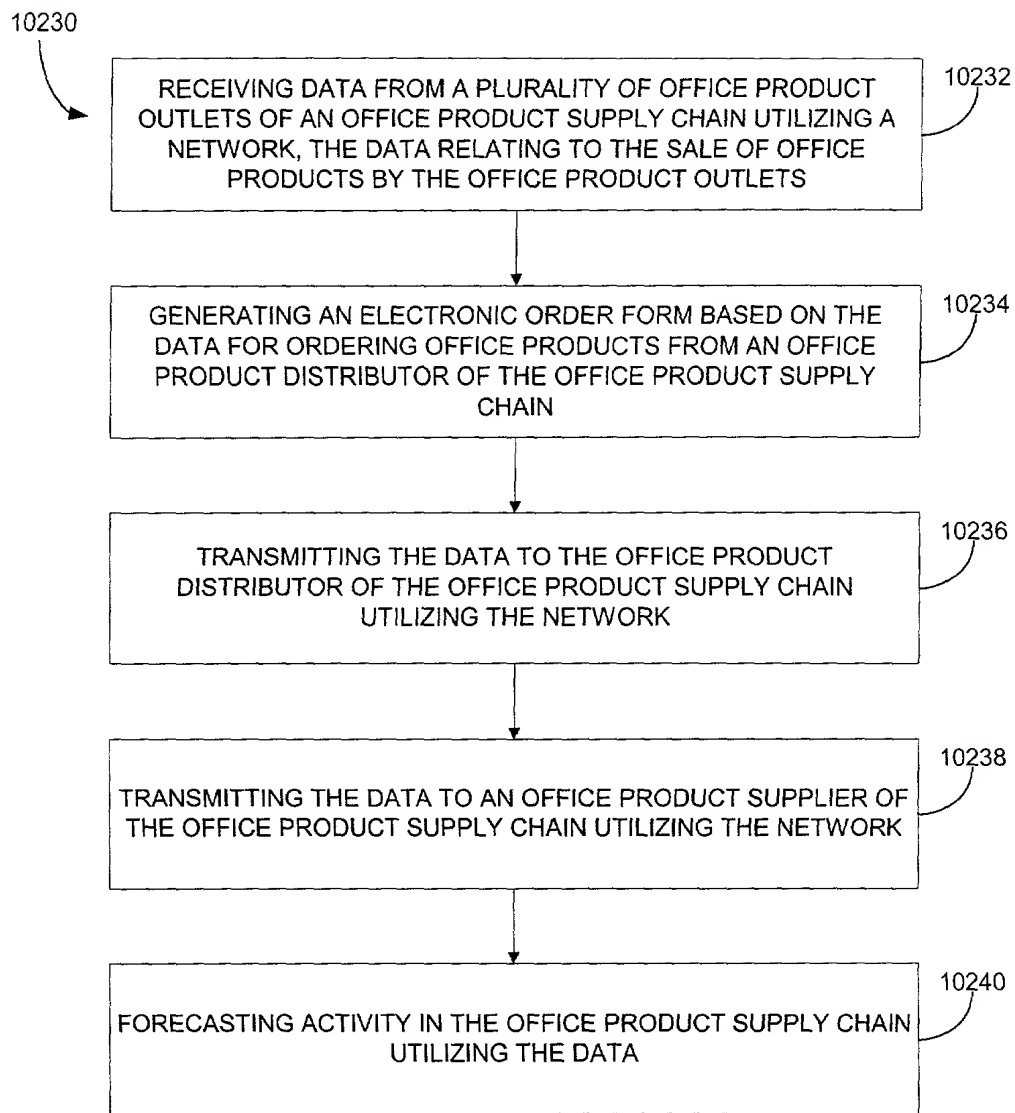 10230
RECEIVING DATA FROM A PLURALITY OF OFFICE PRODUCT
OUTLETS OF AN OFFICE PRODUCT SUPPLY CHAIN UTILIZING A
NETWORK, THE DATA RELATING TO THE SALE OF OFFICE
PRODUCTS BY THE OFFICE PRODUCT OUTLETS
10232
GENERATING AN ELECTRONIC ORDER FORM BASED ON THE
DATA FOR ORDERING OFFICE PRODUCTS FROM AN OFFICE
PRODUCT DISTRIBUTOR OF THE OFFICE PRODUCT SUPPLY
CHAIN
10234
TRANSMITTING THE DATA TO THE OFFICE PRODUCT
DISTRIBUTOR OF THE OFFICE PRODUCT SUPPLY CHAIN
UTILIZING THE NETWORK
10236
TRANSMITTING THE DATA TO AN OFFICE PRODUCT SUPPLIER OF
THE OFFICE PRODUCT SUPPLY CHAIN UTILIZING THE NETWORK
10238
FORECASTING ACTIVITY IN THE OFFICE PRODUCT SUPPLY CHAIN
UTILIZING THE DATA
10240